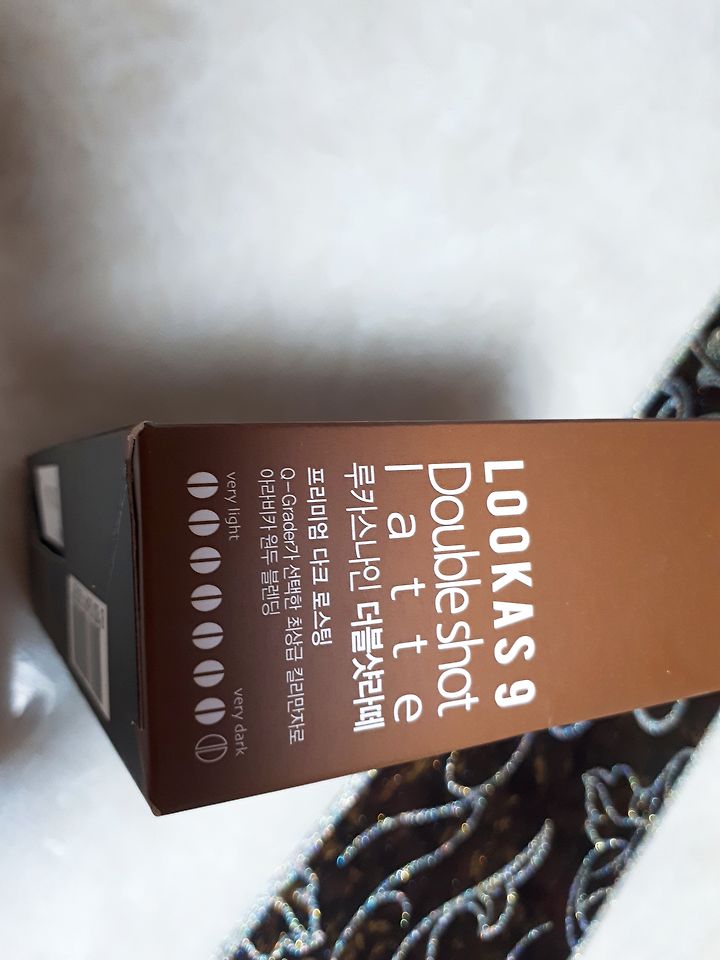 LOOKAS9
Double shot
latte
루카스나인 더블샷라떼
프리미엄 다크 로스팅
Q-Grader가 선택한 최상급 킬리만자로
아라비카 원두 블렌딩
very light very dark